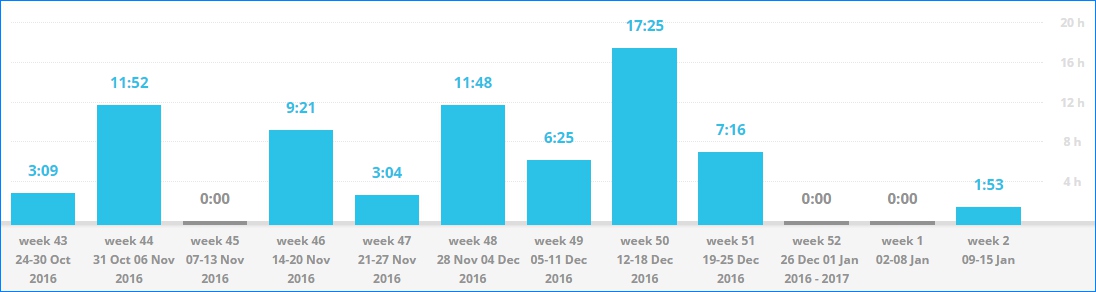 17:25
20 h
16 h
11:52
11:48
12 h
9:21
7:16
6:25
8 h
3:09
3:04
4 h
1:53
0:00
0:00
0:00
week 43
24-30 Oct
2016
week 44
31 Oct 06 Nov
2016
week 45
07-13 Nov
2016
week 46
14-20 Nov
2016
week 47
21-27 Nov
2016
week 48
28 Nov 04 Dec
2016
week 49
05-11 Dec
2016
week 50
12-18 Dec
2016
week 51
19-25 Dec
2016
week 52
26 Dec 01 Jan
2016 - 2017
week 1
02-08 Jan
week 2
09-15 Jan